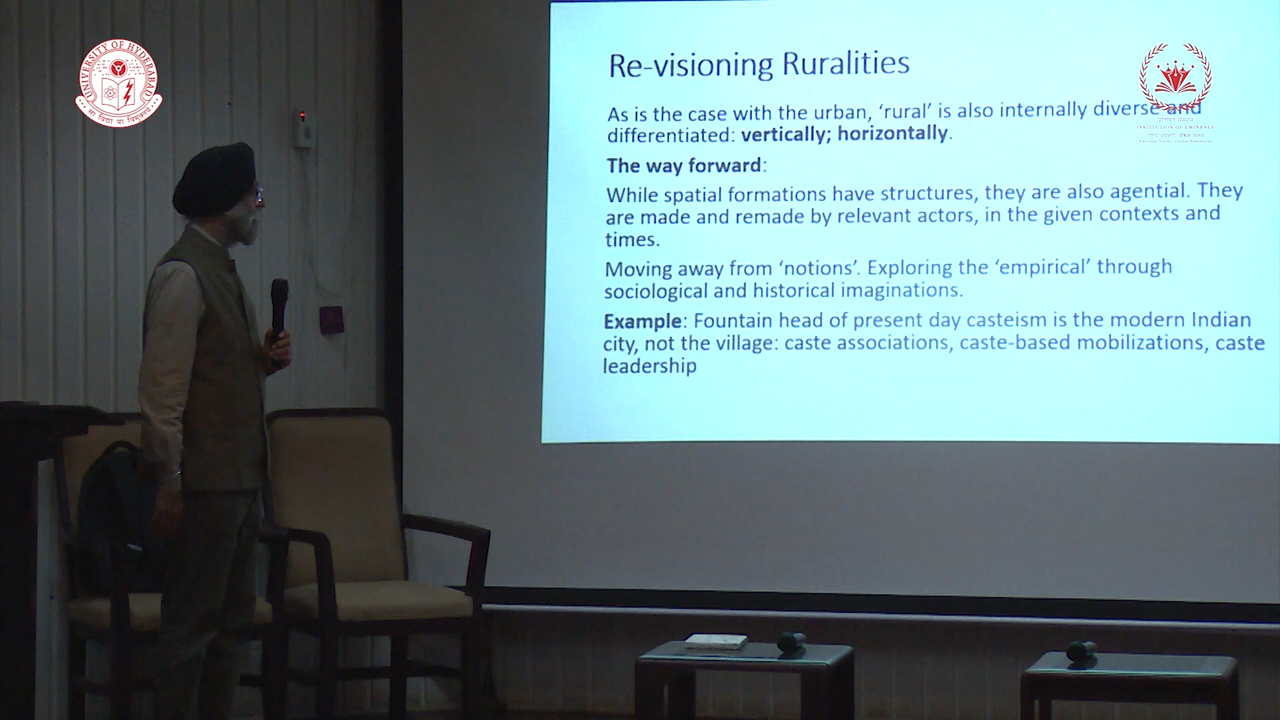 UNIVERSITY OF HYDERABAD
सा विद्या या विमुक्तये
Re-visioning Ruralities
As is the case with the urban, ‘rural’ is also internally diverse and
differentiated: vertically; horizontally.
INSTITUTION OF EMINENCE
The way forward:
While spatial formations have structures, they are also agential. They
are made and remade by relevant actors, in the given contexts and
times.
Moving away from ‘notions’. Exploring the ‘empirical’ through
sociological and historical imaginations.
Example: Fountain head of present day casteism is the modern Indian
city, not the village: caste associations, caste-based mobilizations, caste
leadership